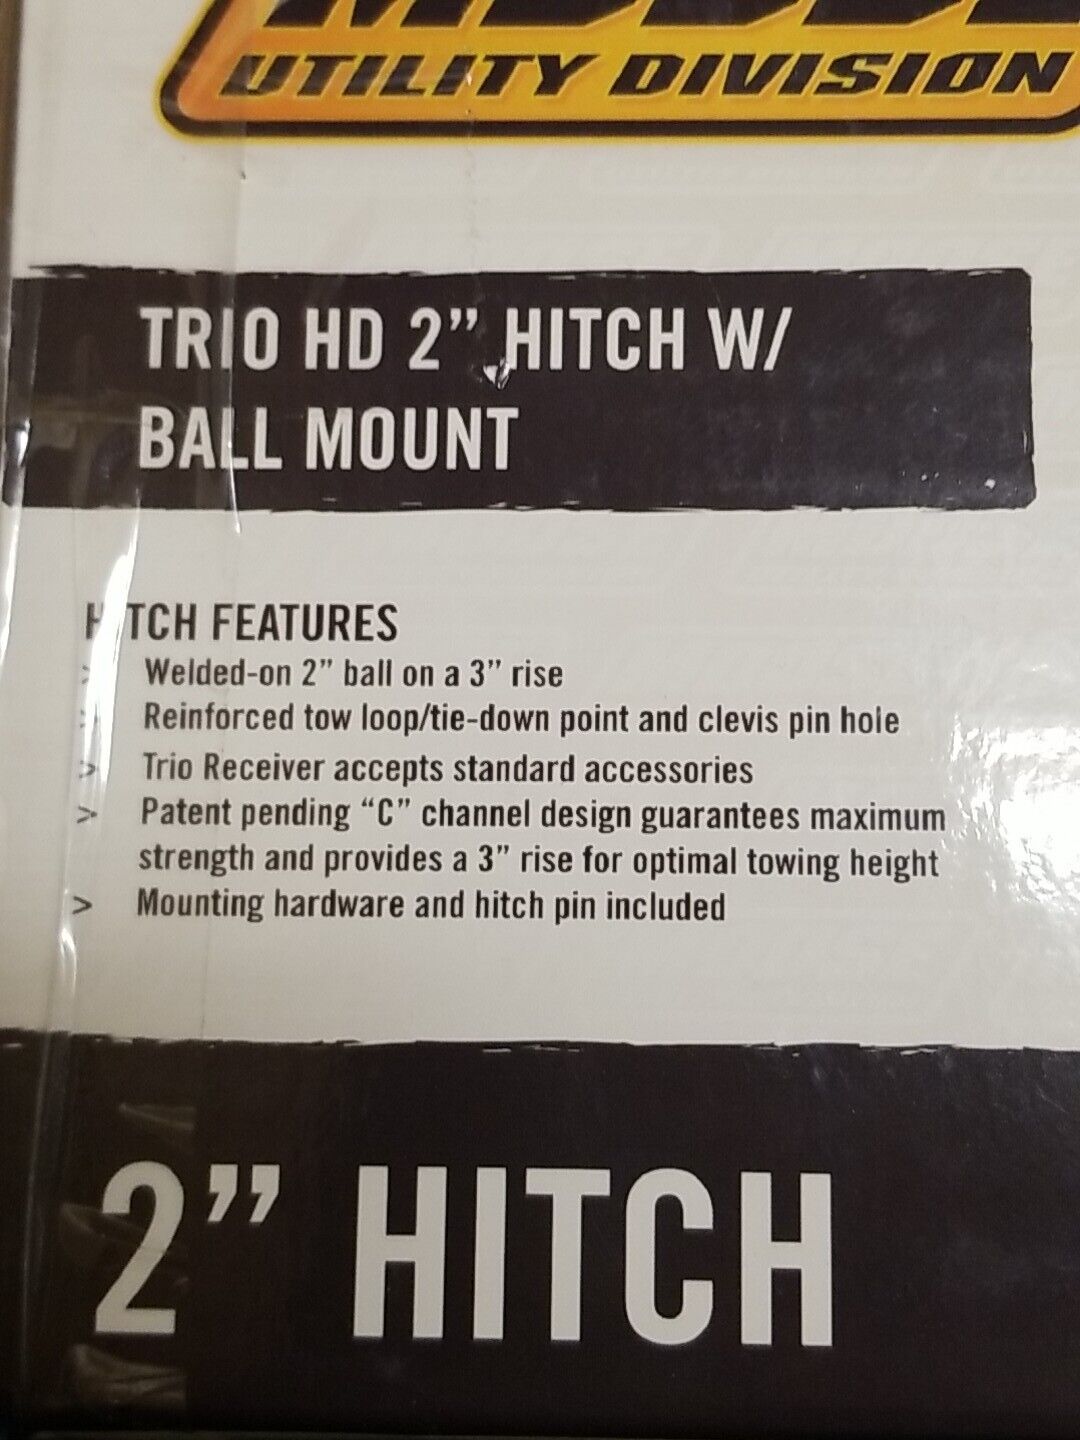 UTILITY DIVISION
TRIO HD 2” HITCH W/
BALL MOUNT
HITCH FEATURES
> Welded-on 2” ball on a 3” rise
> Reinforced tow loop/tie-down point and clevis pin hole
> Trio Receiver accepts standard accessories
> Patent pending “C” channel design guarantees maximum
strength and provides a 3” rise for optimal towing height
> Mounting hardware and hitch pin included
2” HITCH